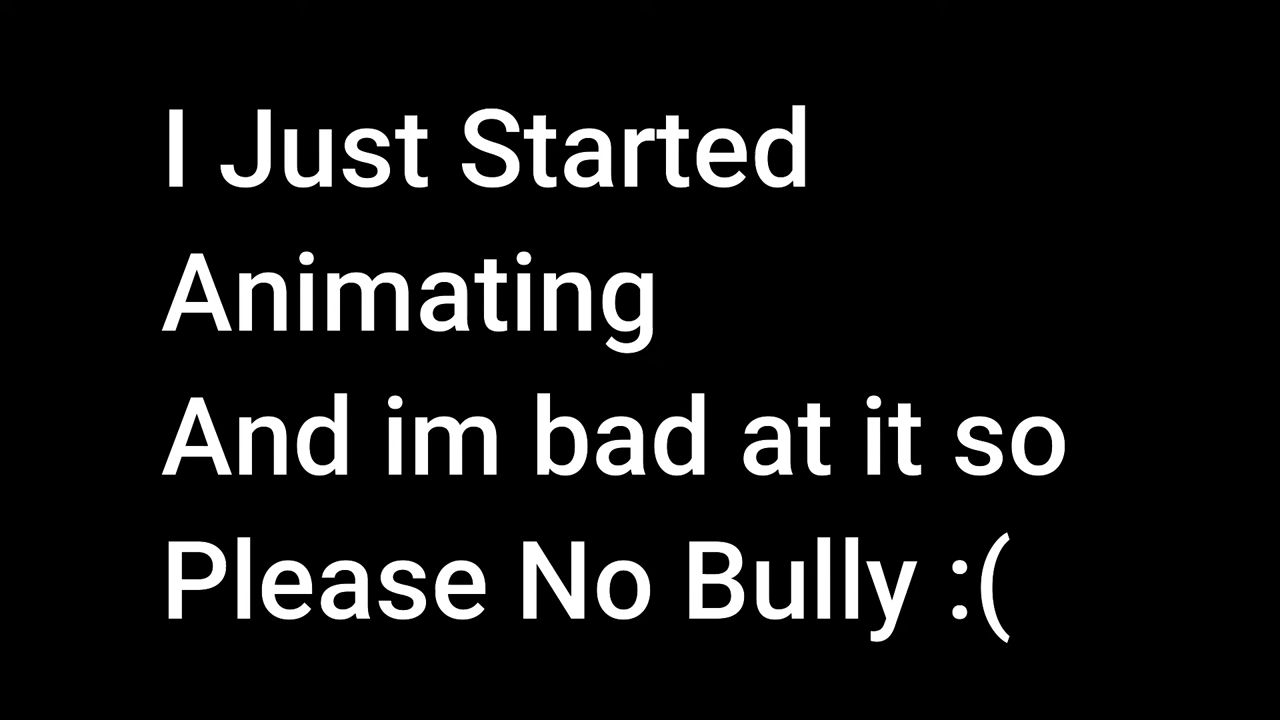 I Just Started
Animating
And im bad at it so
Please No Bully :(